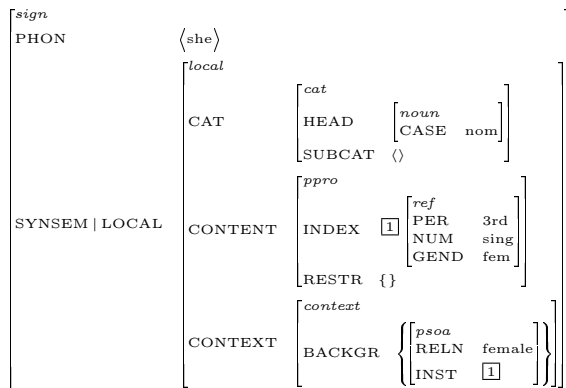 sign
PHON ⟨she⟩
local
cat
CAT HEAD noun
CASE nom
SUBCAT ⟨⟩
ppro
SYNSEM | LOCAL CONTENT INDEX 1 ref
PER 3rd
NUM sing
GEND fem
RESTR {}
context
CONTEXT BACKGR { psoa
RELN female
INST 1 }